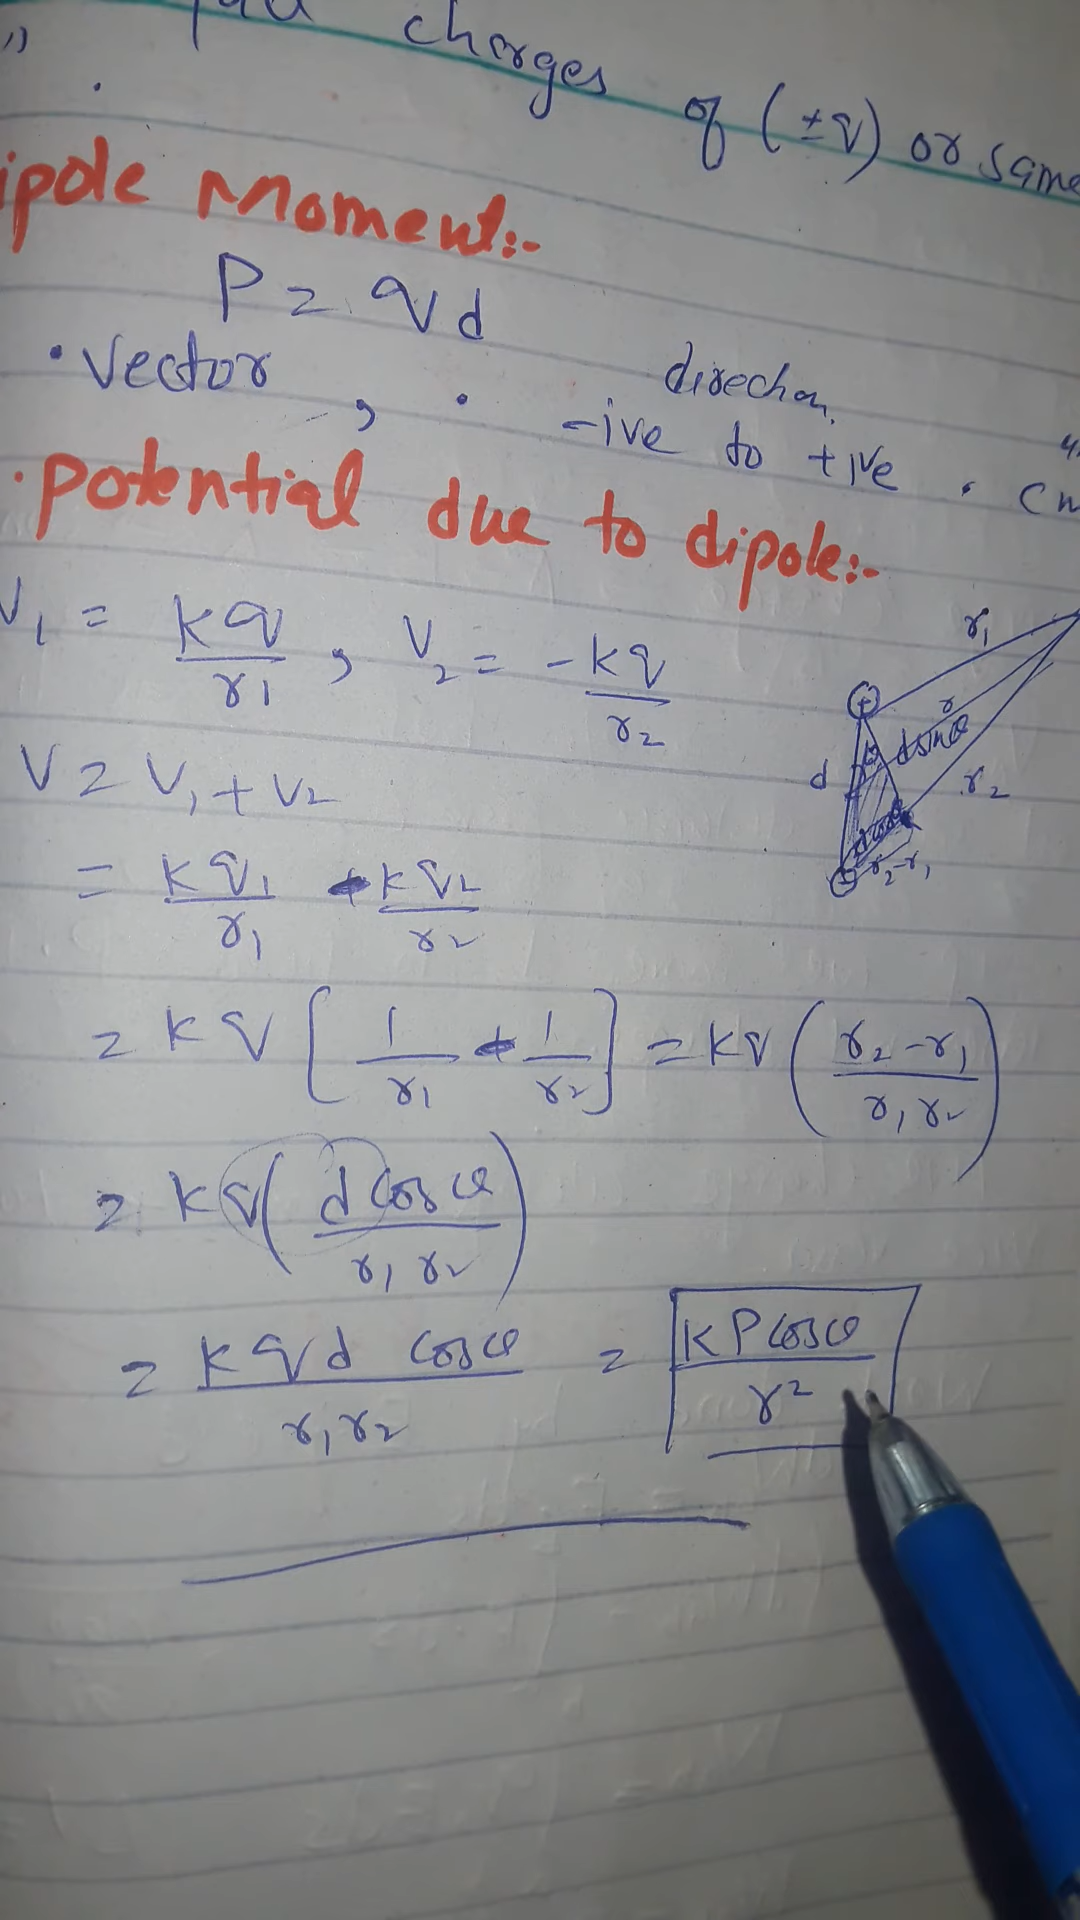 charges of (±q) or same
ipole Moment:-
P = qd
• Vector , • direction
-ive to +ive .
• potential due to dipole:-
V1 = kq/r1 , V2 = -kq/r2
V = V1 + V2
= kq1/r1 - kq2/r2
= kq [1/r1 - 1/r2] = kq (r2-r1/r1r2)
= kq (d cosθ/r1r2)
= kqd cosθ/r1r2 = kPcosθ/r²
r1
r
+
θ
d sinθ
d
r2
d cosθ
r2-r1
-